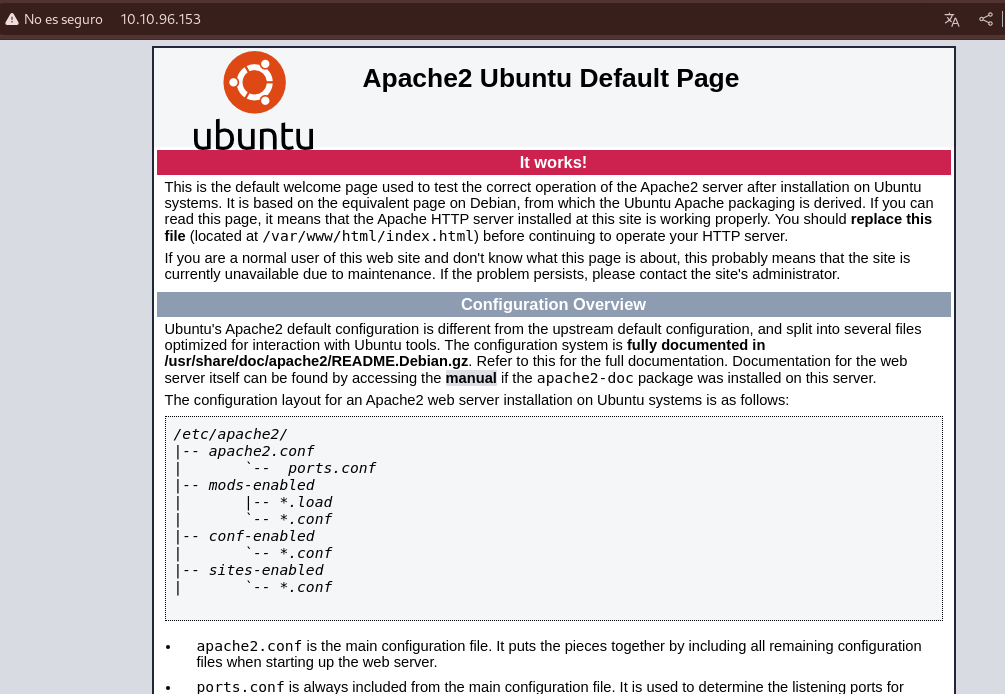 No es seguro 10.10.96.153
Apache2 Ubuntu Default Page
ubuntu
It works!
This is the default welcome page used to test the correct operation of the Apache2 server after installation on Ubuntu
systems. It is based on the equivalent page on Debian, from which the Ubuntu Apache packaging is derived. If you can
read this page, it means that the Apache HTTP server installed at this site is working properly. You should replace this
file (located at /var/www/html/index.html) before continuing to operate your HTTP server.
If you are a normal user of this web site and don't know what this page is about, this probably means that the site is
currently unavailable due to maintenance. If the problem persists, please contact the site's administrator.
Configuration Overview
Ubuntu's Apache2 default configuration is different from the upstream default configuration, and split into several files
optimized for interaction with Ubuntu tools. The configuration system is fully documented in
/usr/share/doc/apache2/README.Debian.gz. Refer to this for the full documentation. Documentation for the web
server itself can be found by accessing the manual if the apache2-doc package was installed on this server.
The configuration layout for an Apache2 web server installation on Ubuntu systems is as follows:
/etc/apache2/
|-- apache2.conf
|       `--  ports.conf
|-- mods-enabled
|       |-- *.load
|       `-- *.conf
|-- conf-enabled
|       `-- *.conf
|-- sites-enabled
|       `-- *.conf
• apache2.conf is the main configuration file. It puts the pieces together by including all remaining configuration
files when starting up the web server.
• ports.conf is always included from the main configuration file. It is used to determine the listening ports for